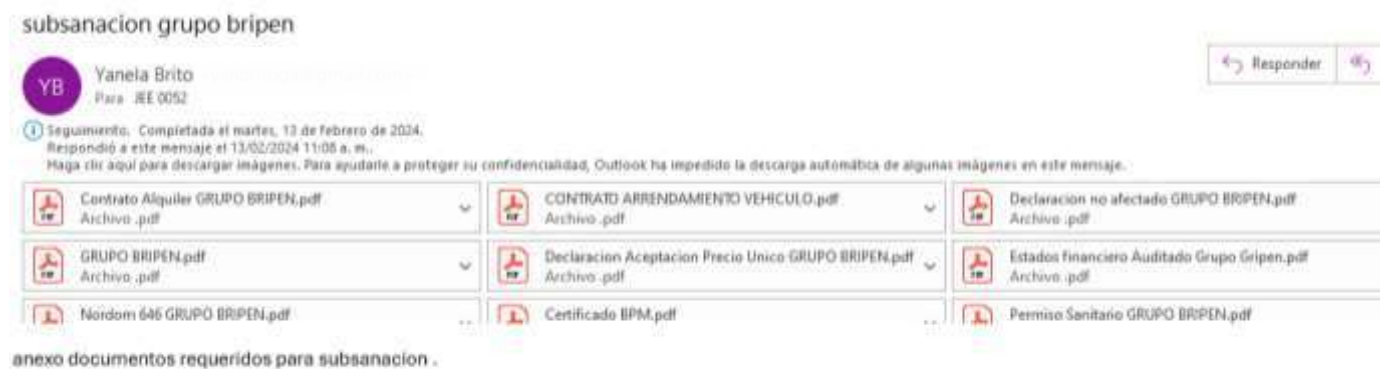 subsanacion grupo bripen
YB
Yanela Brito
Para JEE 0052
Responder
Seguimiento. Completada el martes, 13 de febrero de 2024.
Respondió a este mensaje el 13/02/2024 11:08 a. m..
Haga clic aquí para descargar imágenes. Para ayudarle a proteger su confidencialidad, Outlook ha impedido la descarga automática de algunas imágenes en este mensaje.
Contrato Alquiler GRUPO BRIPEN.pdf
Archivo .pdf
CONTRATO ARRENDAMIENTO VEHICULO.pdf
Archivo .pdf
Declaracion no afectado GRUPO BRIPEN.pdf
Archivo .pdf
GRUPO BRIPEN.pdf
Archivo .pdf
Declaracion Aceptacion Precio Unico GRUPO BRIPEN.pdf
Archivo .pdf
Estados financiero Auditado Grupo Gripen.pdf
Archivo .pdf
Nordom 646 GRUPO BRIPEN.pdf
Certificado BPM.pdf
Permiso Sanitario GRUPO BRIPEN.pdf
anexo documentos requeridos para subsanacion .